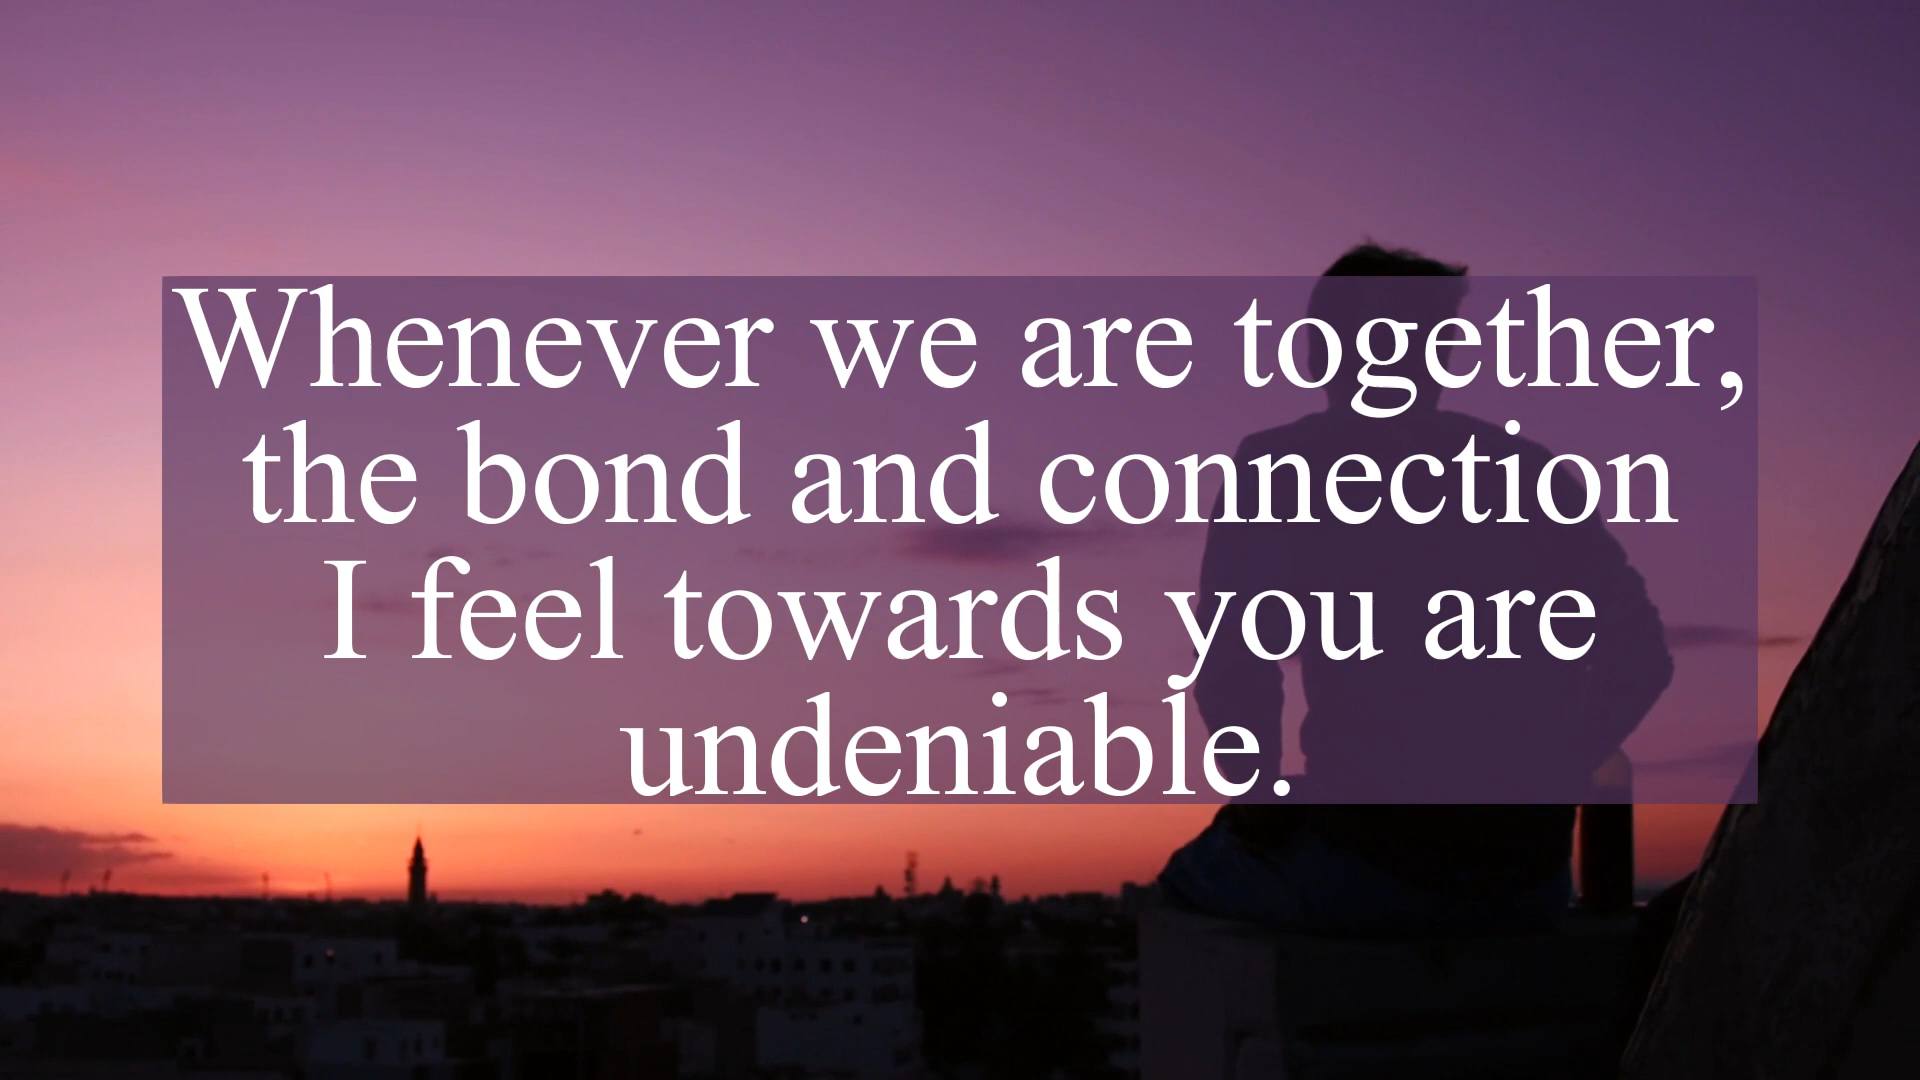 Whenever we are together,
the bond and connection
I feel towards you are
undeniable.